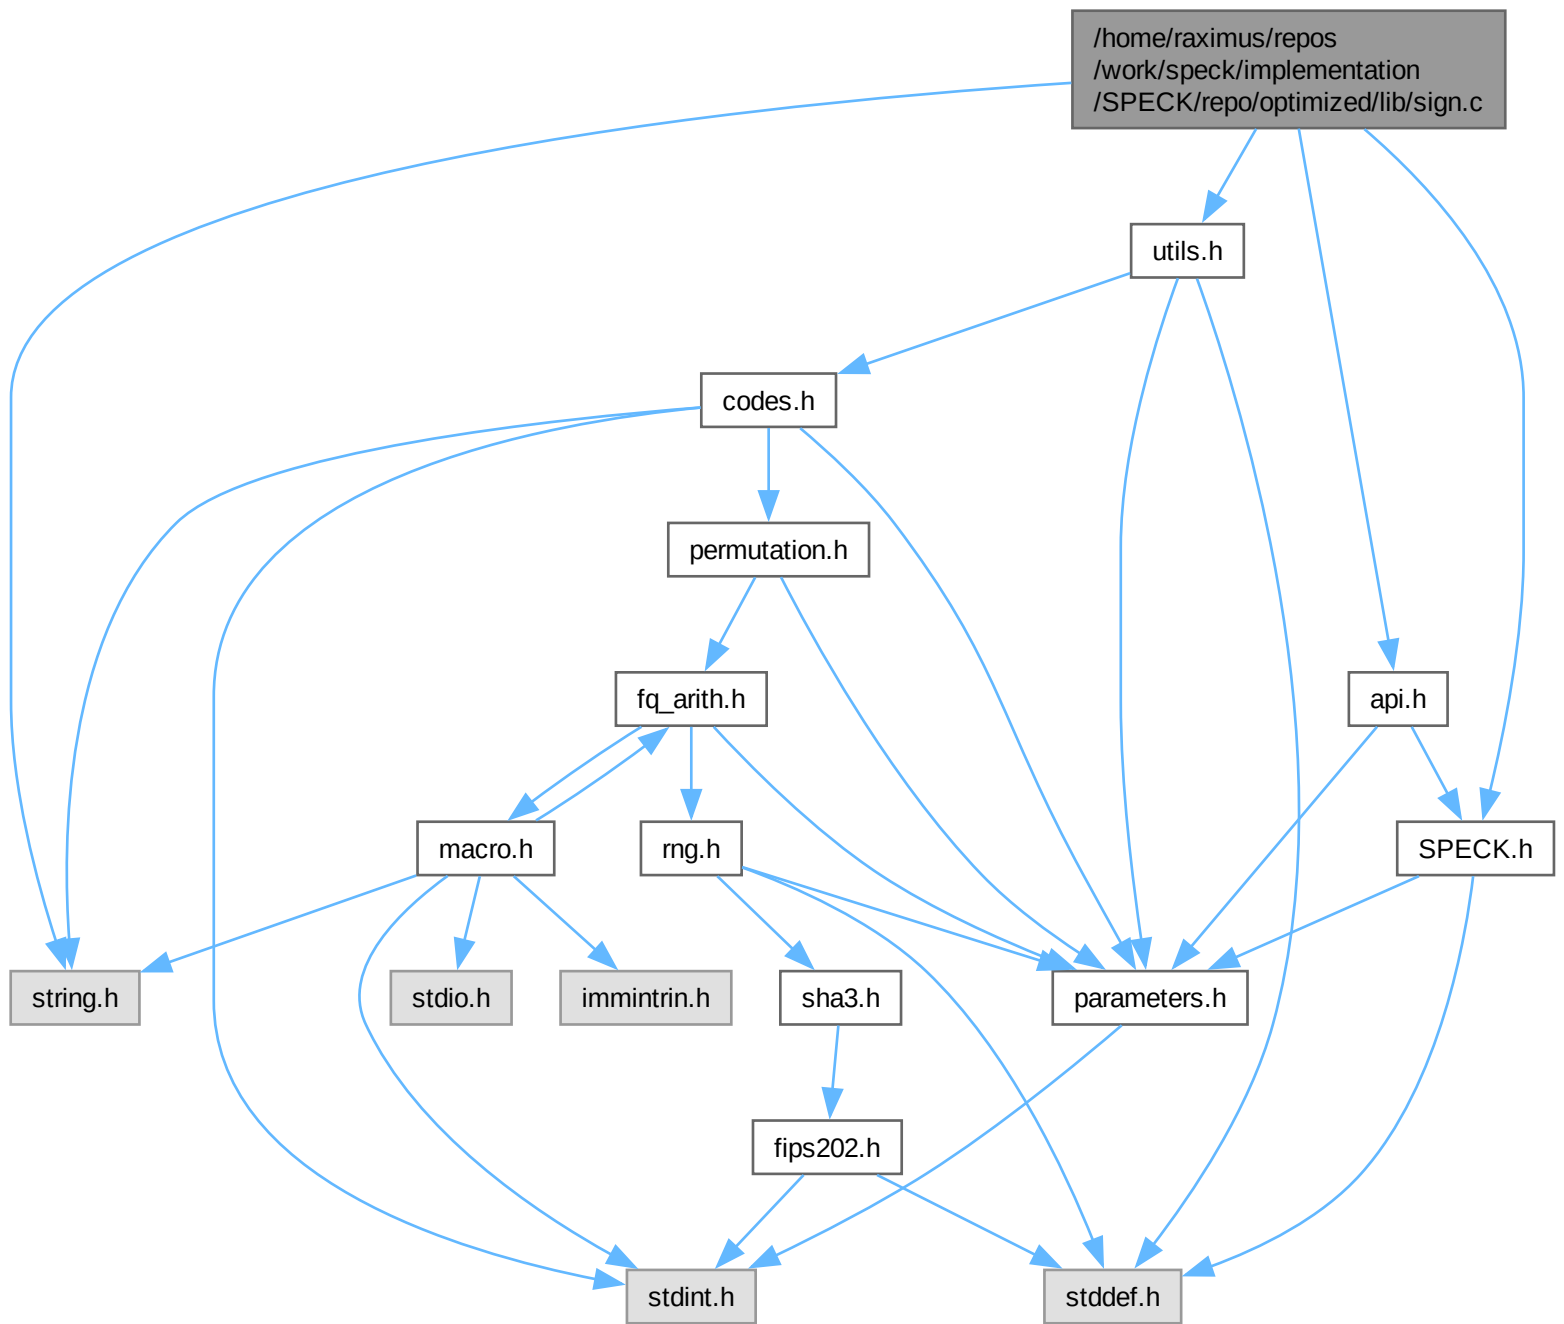 /home/raximus/repos
/work/speck/implementation
/SPECK/repo/optimized/lib/sign.c
utils.h
codes.h
permutation.h
fq_arith.h
api.h
macro.h
rng.h
SPECK.h
string.h
stdio.h
immintrin.h
sha3.h
parameters.h
fips202.h
stdint.h
stddef.h